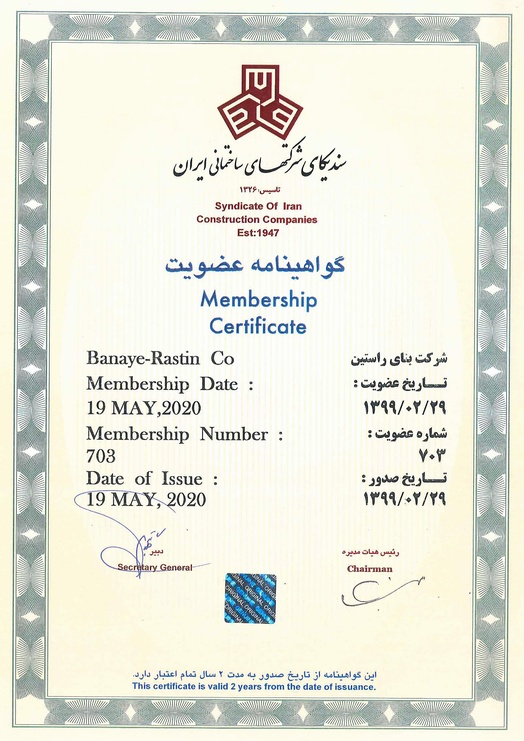 سندیکای شرکتهای ساختمانی ایران
تاسیس:۱۳۲۶
Syndicate Of Iran
Construction Companies
Est:1947
گواهینامه عضویت
Membership
Certificate
Banaye-Rastin Co شرکت بنای راستین
Membership Date : تـــاریخ عضویت :
19 MAY,2020 ۱۳۹۹/۰۲/۲۹
Membership Number : شماره عضویت :
703 ۷۰۳
Date of Issue : تـــاریخ صدور :
19 MAY, 2020 ۱۳۹۹/۰۲/۲۹
دبیر رئیس هیات مدیره
Secretary General Chairman
ORIGINAL ORIGINAL
این گواهینامه از تاریخ صدور به مدت ۲ سال تمام اعتبار دارد.
This certificate is valid 2 years from the date of issuance.